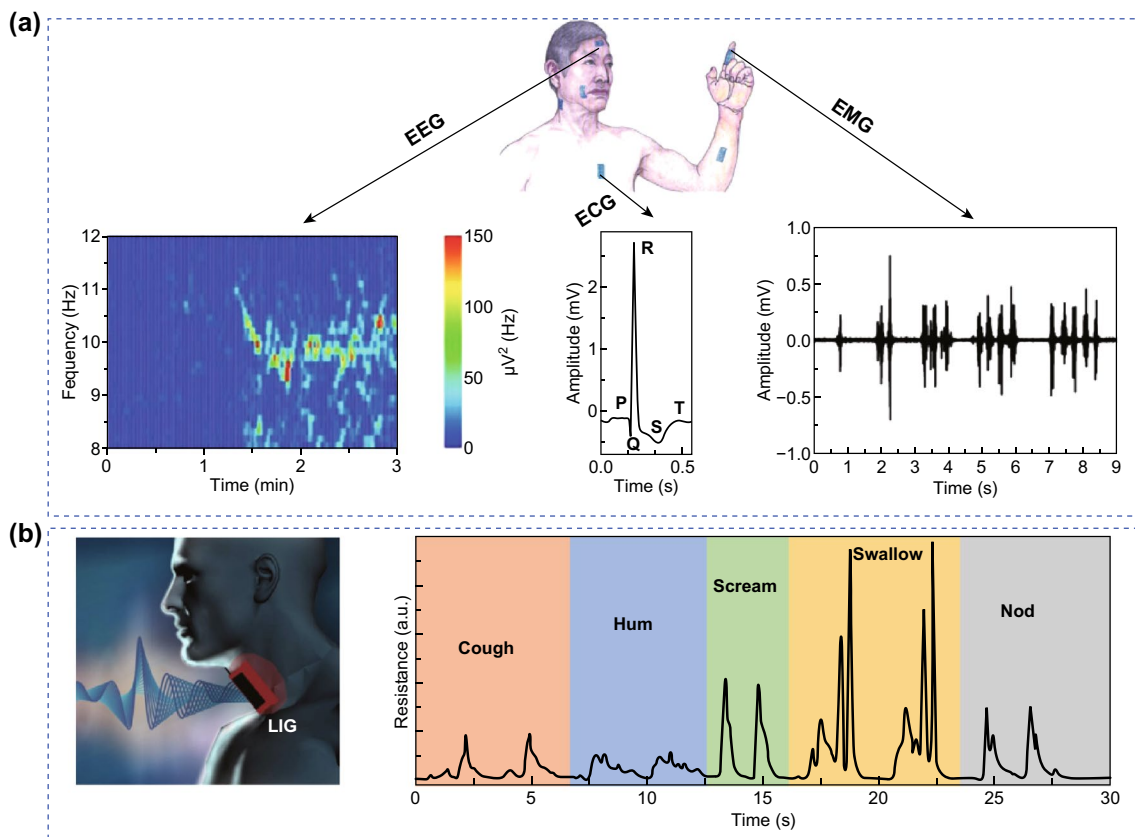 (a)
EEG
EMG
ECG
12
11
10
9
8
Fequency (Hz)
0
1
2
3
Time (min)
150
100
50
0
µV² (Hz)
2
1
0
Amplitude (mV)
R
P
Q
S
T
0.0
0.5
Time (s)
1.0
0.5
0.0
−0.5
−1.0
Amplitude (mV)
0 1 2 3 4 5 6 7 8 9
Time (s)
(b)
LIG
Resistance (a.u.)
Cough
Hum
Scream
Swallow
Nod
0 5 10 15 20 25 30
Time (s)